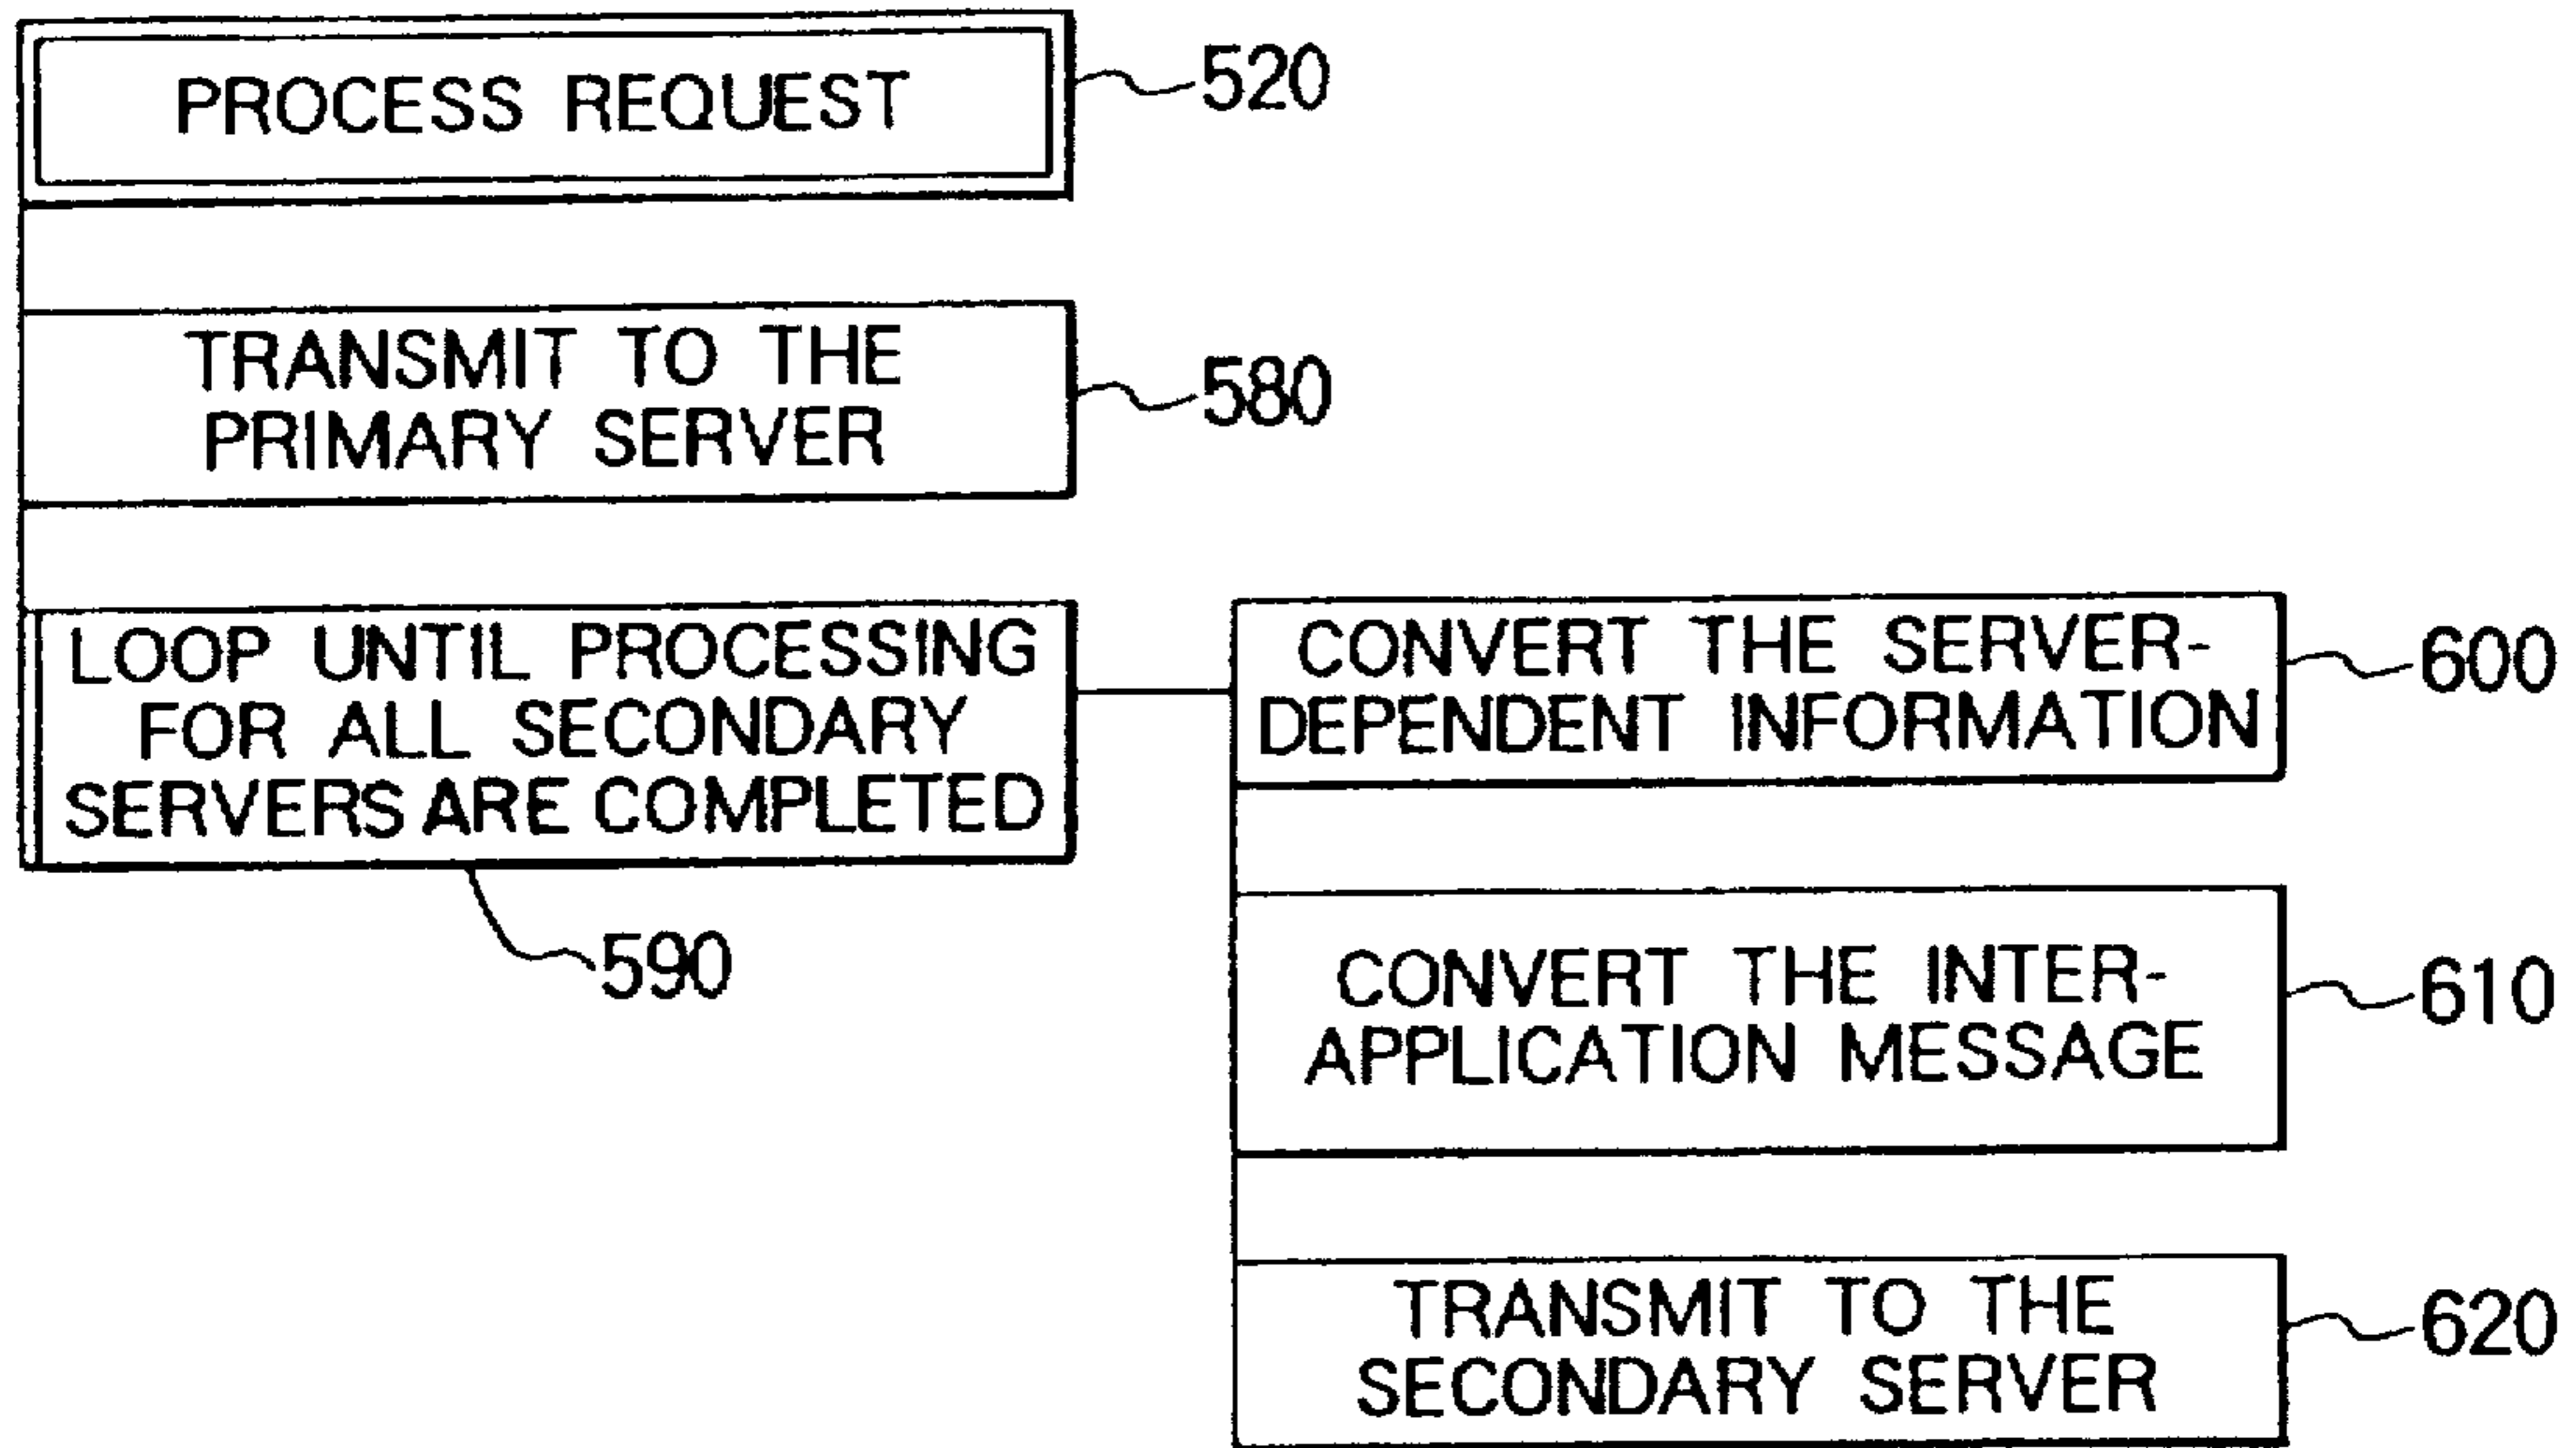 PROCESS REQUEST
520
TRANSMIT TO THE
PRIMARY SERVER
580
LOOP UNTIL PROCESSING
FOR ALL SECONDARY
SERVERS ARE COMPLETED
590
CONVERT THE SERVER-
DEPENDENT INFORMATION
600
CONVERT THE INTER-
APPLICATION MESSAGE
610
TRANSMIT TO THE
SECONDARY SERVER
620